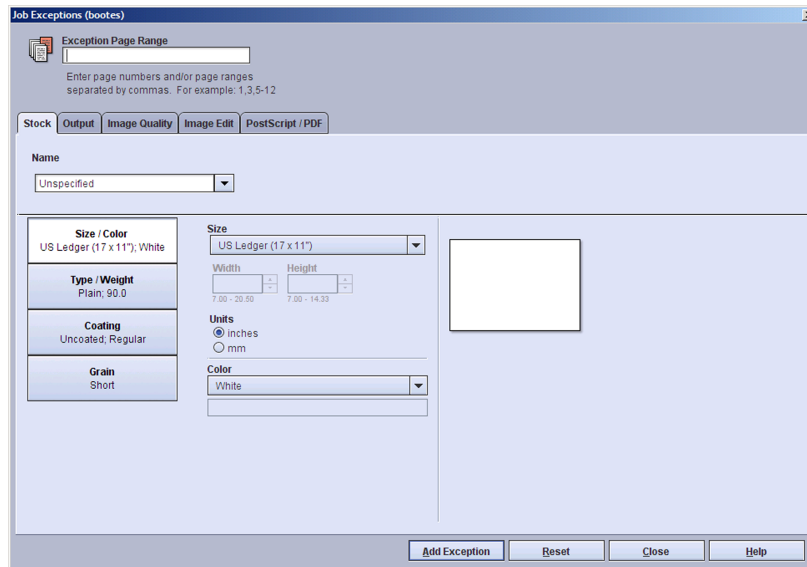 Job Exceptions (bootes)
Exception Page Range
Enter page numbers and/or page ranges
separated by commas. For example: 1,3,5-12
Stock Output Image Quality Image Edit PostScript / PDF
Name
Unspecified
Size / Color
US Ledger (17 x 11"); White
Type / Weight
Plain; 90.0
Coating
Uncoated; Regular
Grain
Short
Size
US Ledger (17 x 11")
Width Height
7.00 - 20.50 7.00 - 14.33
Units
inches
mm
Color
White
Add Exception Reset Close Help